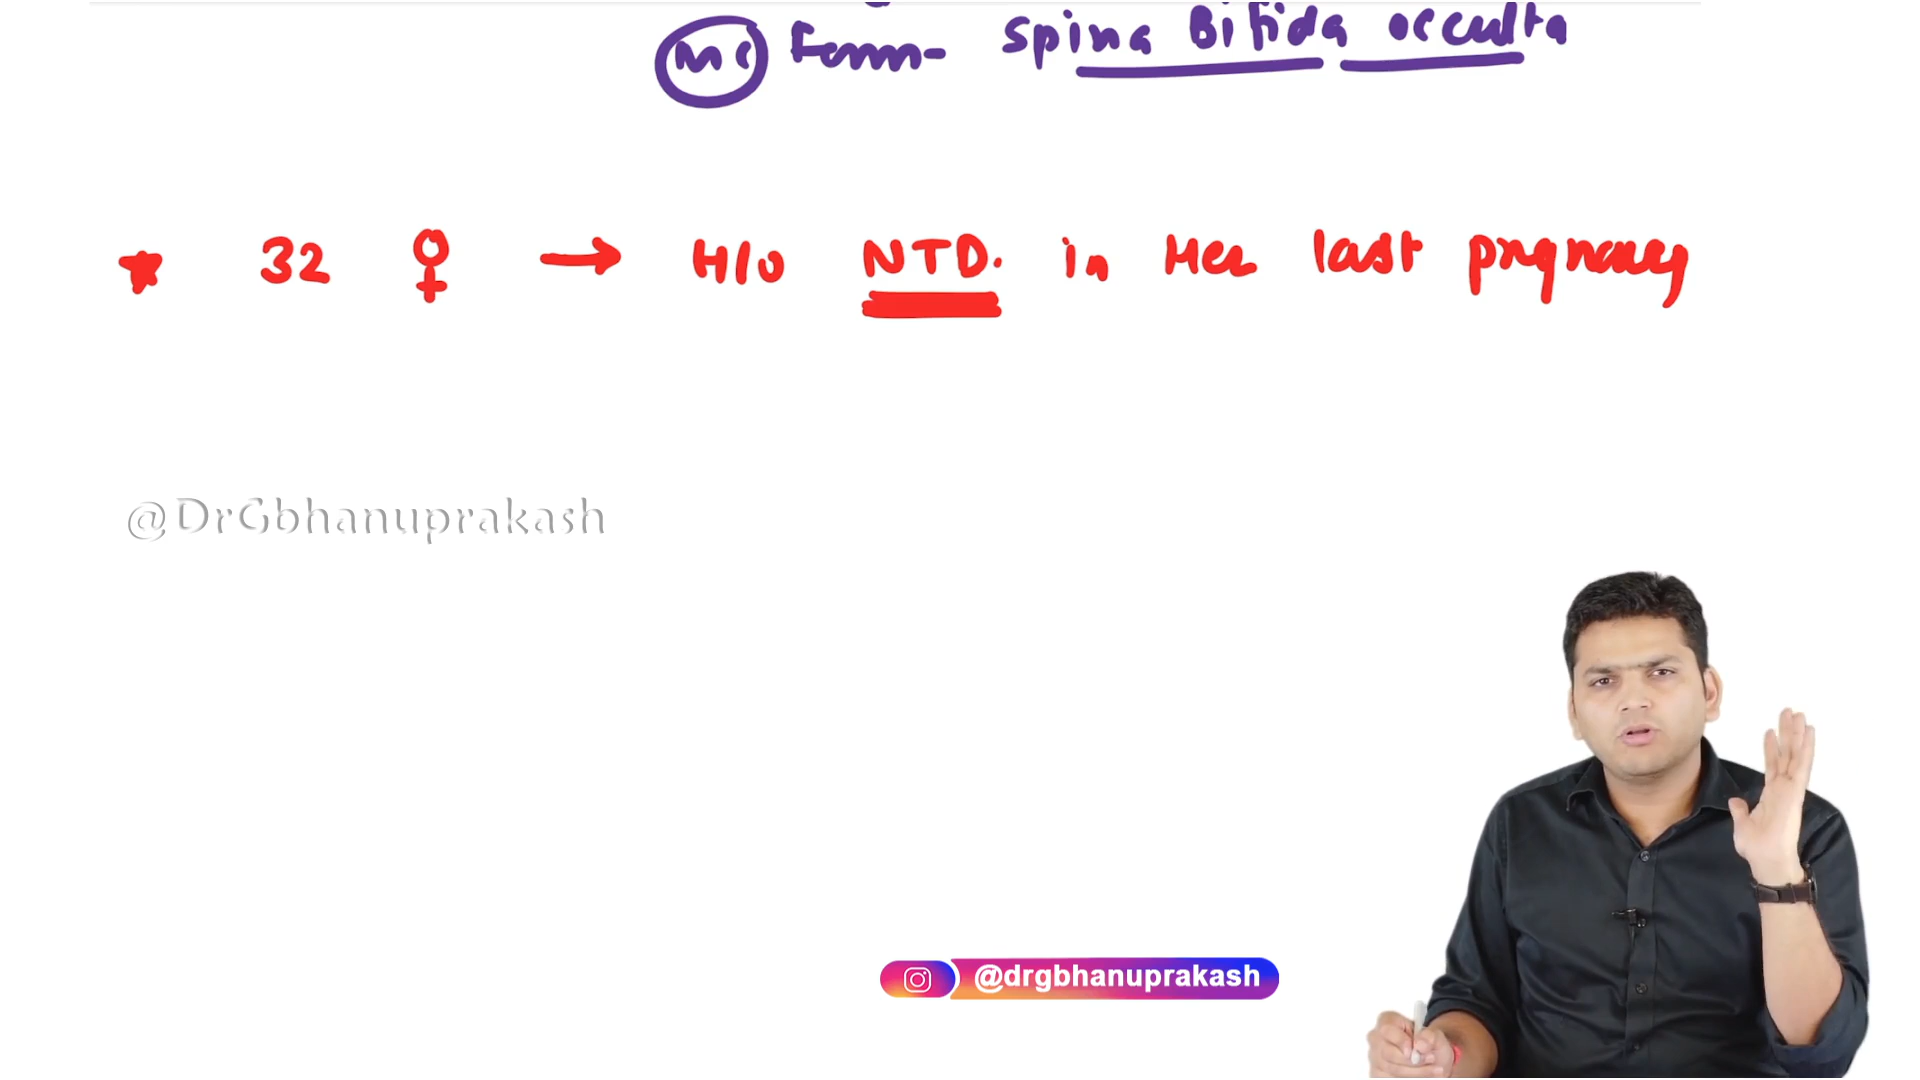 MC Form- Spina Bifida occulta
★ 32 ♀ → H/o NTD. in Her last pregnancy
@DrGbhanuprakash
@drgbhanuprakash